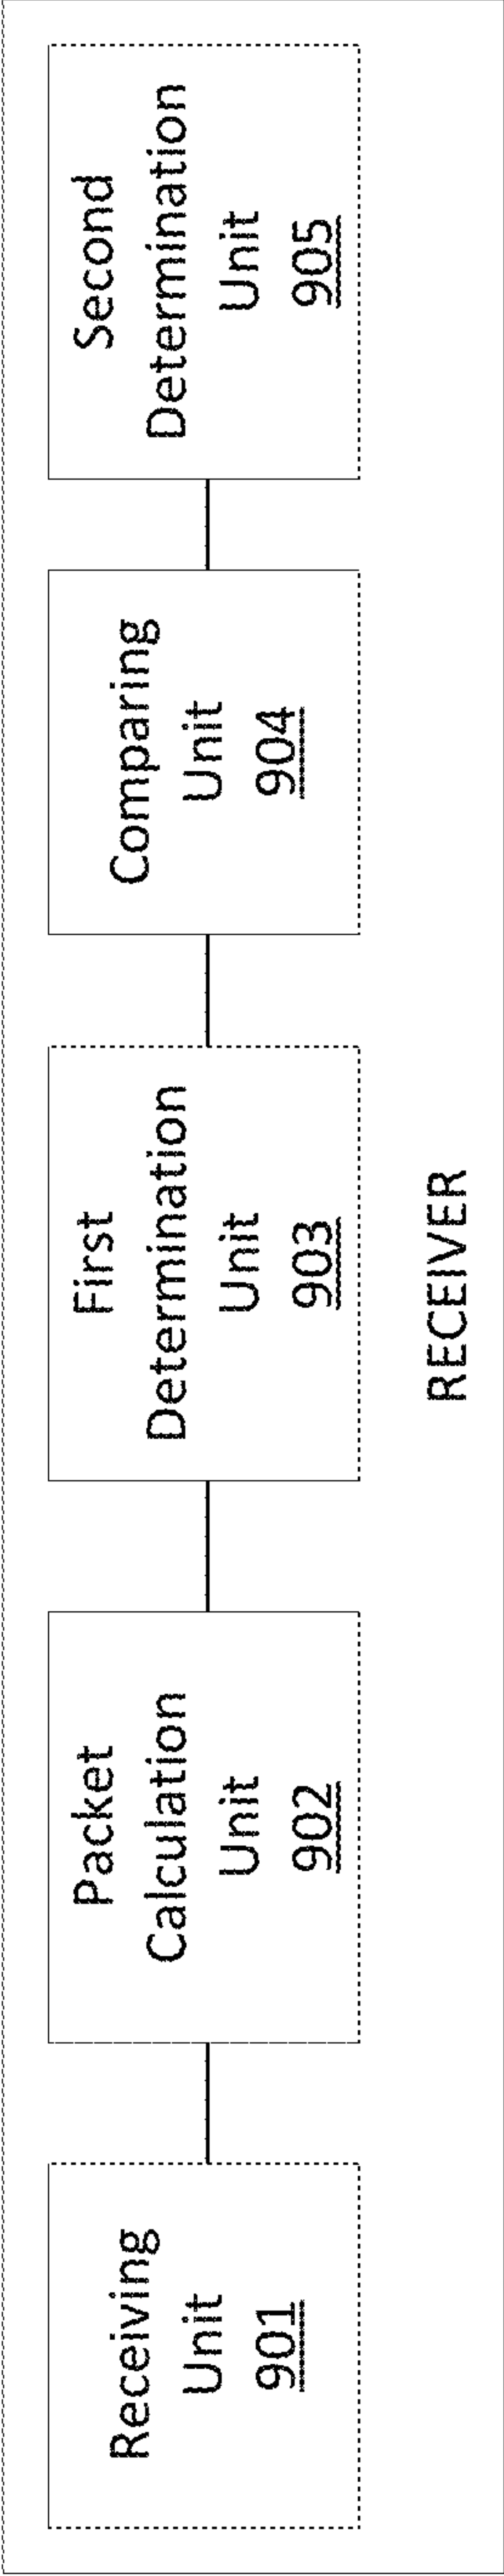 Receiving
Unit
901
Packet
Calculation
Unit
902
First
Determination
Unit
903
Comparing
Unit
904
Second
Determination
Unit
905
RECEIVER